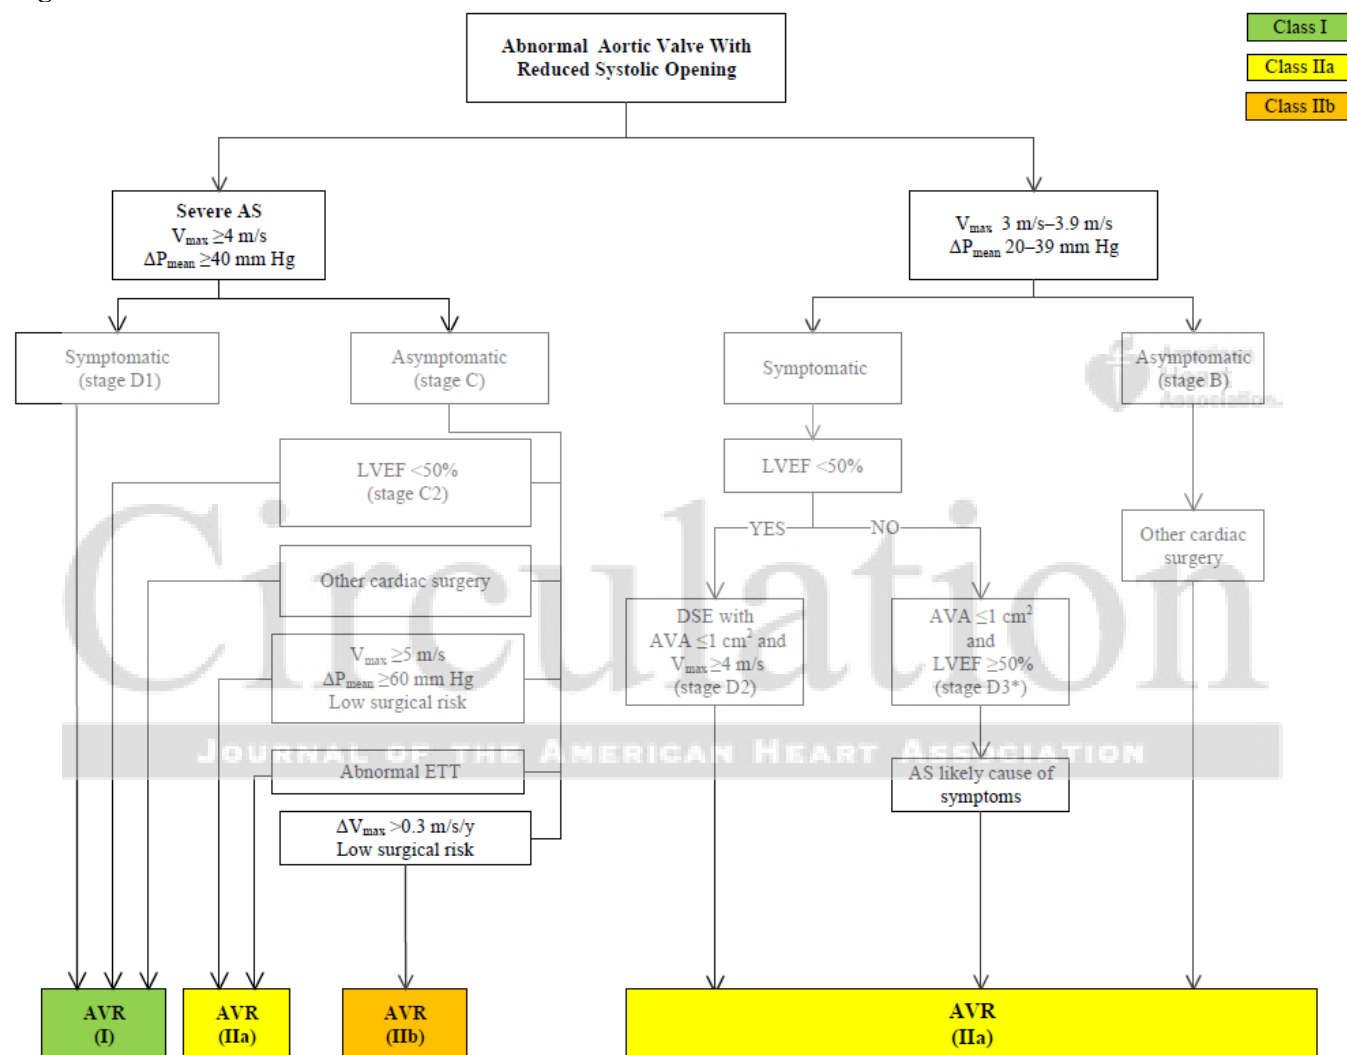 Class I
Class IIa
Class IIb
Abnormal Aortic Valve With
Reduced Systolic Opening
Severe AS
Vmax ≥4 m/s
ΔPmean ≥40 mm Hg
Vmax 3 m/s–3.9 m/s
ΔPmean 20–39 mm Hg
Symptomatic
(stage D1)
Asymptomatic
(stage C)
Symptomatic
Asymptomatic
(stage B)
American
Heart
Association
LVEF <50%
(stage C2)
LVEF <50%
YES
NO
Other cardiac
surgery
Other cardiac surgery
Circulation
DSE with
AVA ≤1 cm² and
Vmax ≥4 m/s
(stage D2)
AVA ≤1 cm²
and
LVEF ≥50%
(stage D3*)
Vmax ≥5 m/s
ΔPmean ≥60 mm Hg
Low surgical risk
JOURNAL OF THE AMERICAN HEART ASSOCIATION
Abnormal ETT
AS likely cause of
symptoms
ΔVmax >0.3 m/s/y
Low surgical risk
AVR
(I)
AVR
(IIa)
AVR
(IIb)
AVR
(IIa)